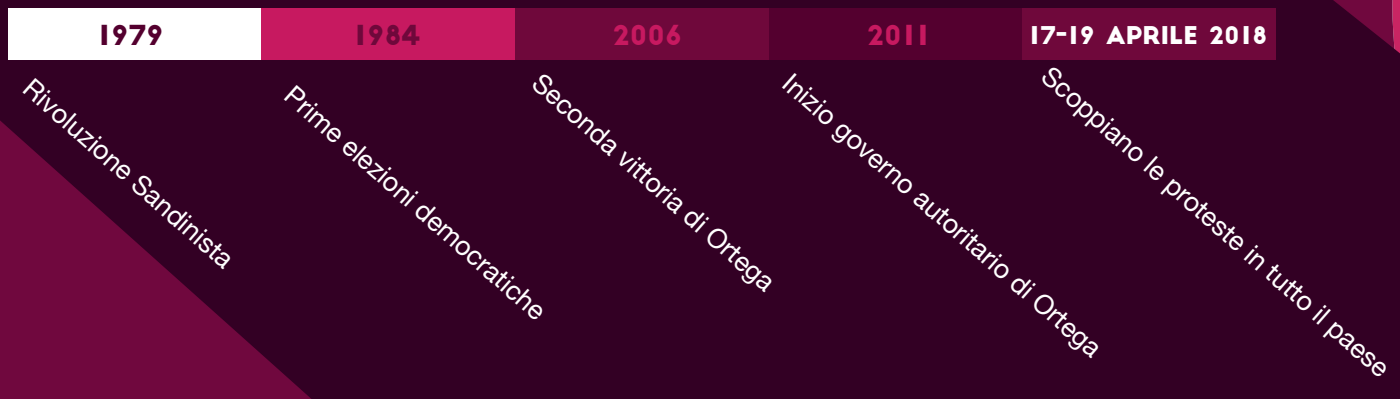 1979
1984
2006
2011
17-19 APRILE 2018
Rivoluzione Sandinista
Prime elezioni democratiche
Seconda vittoria di Ortega
Inizio governo autoritario di Ortega
Scoppiano le proteste in tutto il paese